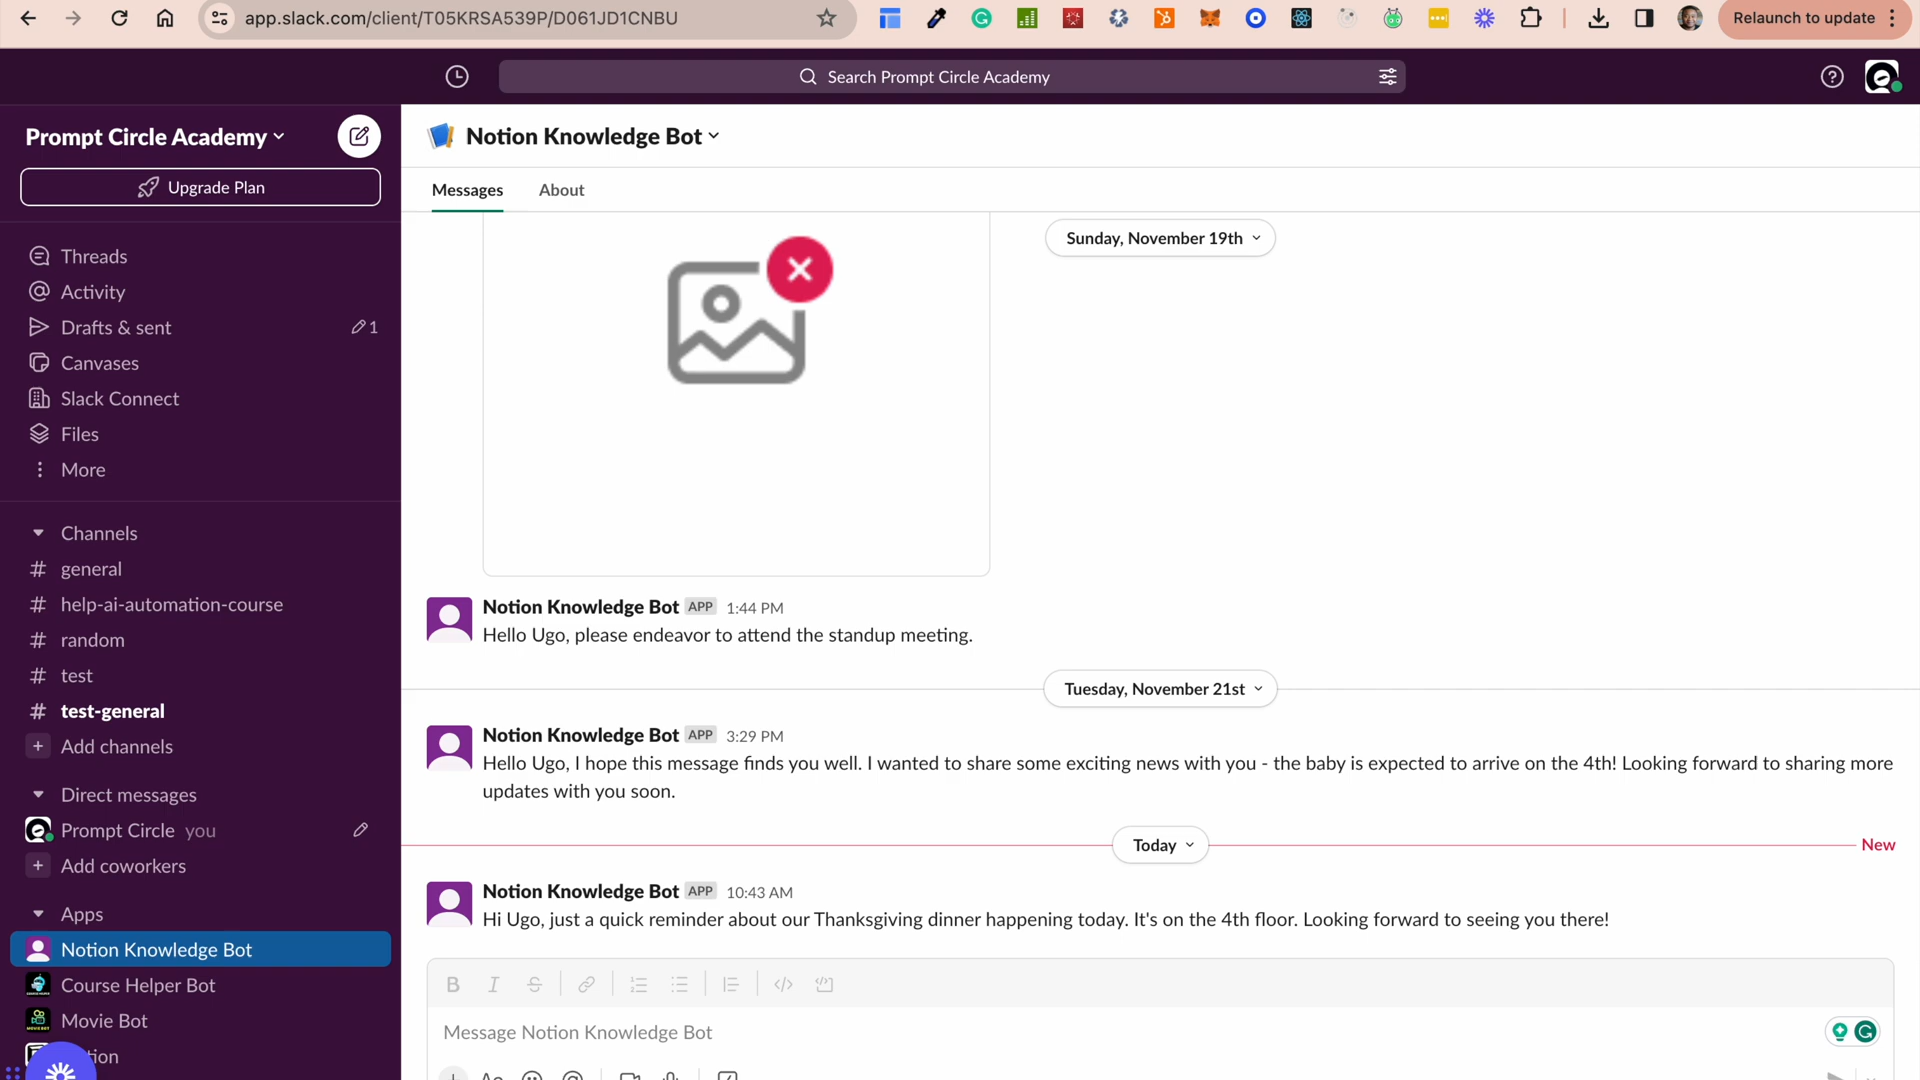 app.slack.com/client/T05KRSA539P/D061JD1CNBU
Relaunch to update
Search Prompt Circle Academy
Prompt Circle Academy
Upgrade Plan
Threads
Activity
Drafts & sent
1
Canvases
Slack Connect
Files
More
Channels
# general
# help-ai-automation-course
# random
# test
# test-general
+ Add channels
Direct messages
Prompt Circle you
+ Add coworkers
Apps
Notion Knowledge Bot
Course Helper Bot
Movie Bot
Notion Knowledge Bot
Messages About
Sunday, November 19th
Notion Knowledge Bot APP 1:44 PM
Hello Ugo, please endeavor to attend the standup meeting.
Tuesday, November 21st
Notion Knowledge Bot APP 3:29 PM
Hello Ugo, I hope this message finds you well. I wanted to share some exciting news with you - the baby is expected to arrive on the 4th! Looking forward to sharing more
updates with you soon.
Today
New
Notion Knowledge Bot APP 10:43 AM
Hi Ugo, just a quick reminder about our Thanksgiving dinner happening today. It's on the 4th floor. Looking forward to seeing you there!
Message Notion Knowledge Bot